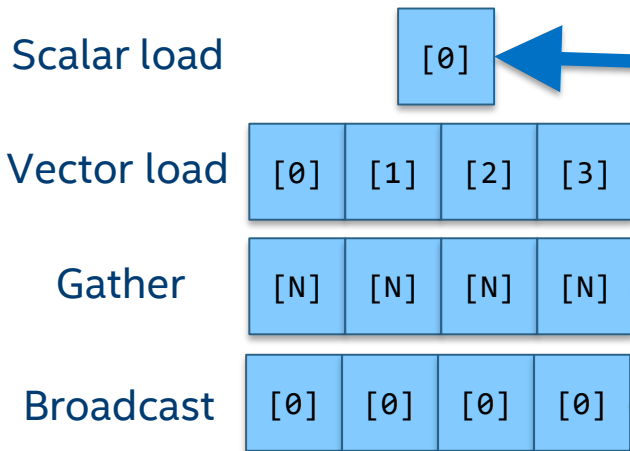 Scalar load [0]
Vector load [0] [1] [2] [3]
Gather [N] [N] [N] [N]
Broadcast [0] [0] [0] [0]